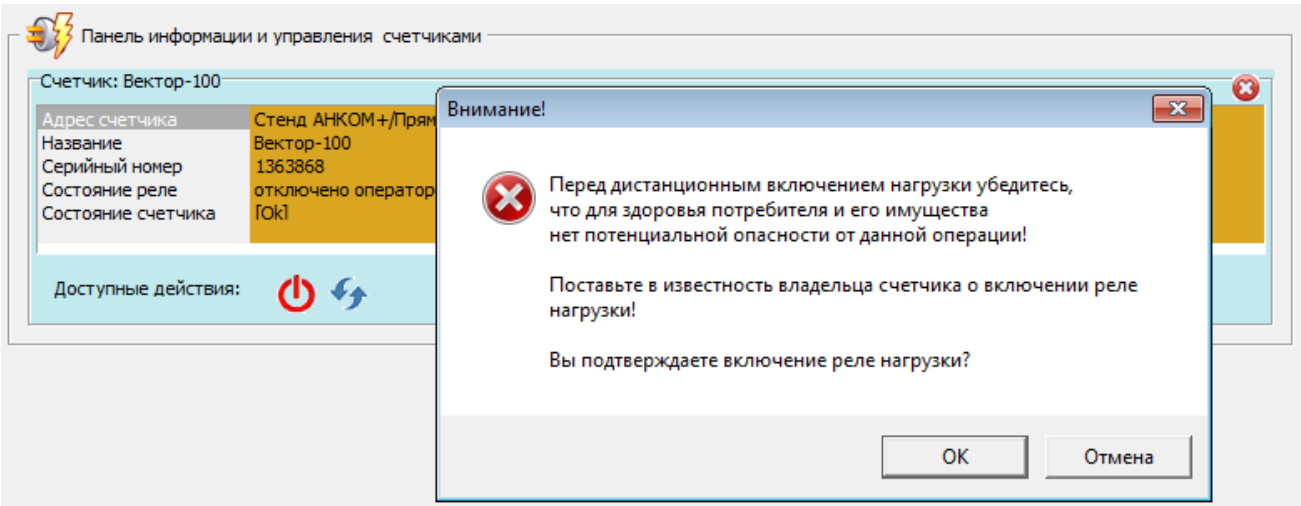 Панель информации и управления счетчиками
Счетчик: Вектор-100
Адрес счетчика Стенд АНКОМ+/Прям
Название Вектор-100
Серийный номер 1363868
Состояние реле отключено оператор
Состояние счетчика [Ok]
Доступные действия:
Внимание!
Перед дистанционным включением нагрузки убедитесь,
что для здоровья потребителя и его имущества
нет потенциальной опасности от данной операции!
Поставьте в известность владельца счетчика о включении реле
нагрузки!
Вы подтверждаете включение реле нагрузки?
OK Отмена